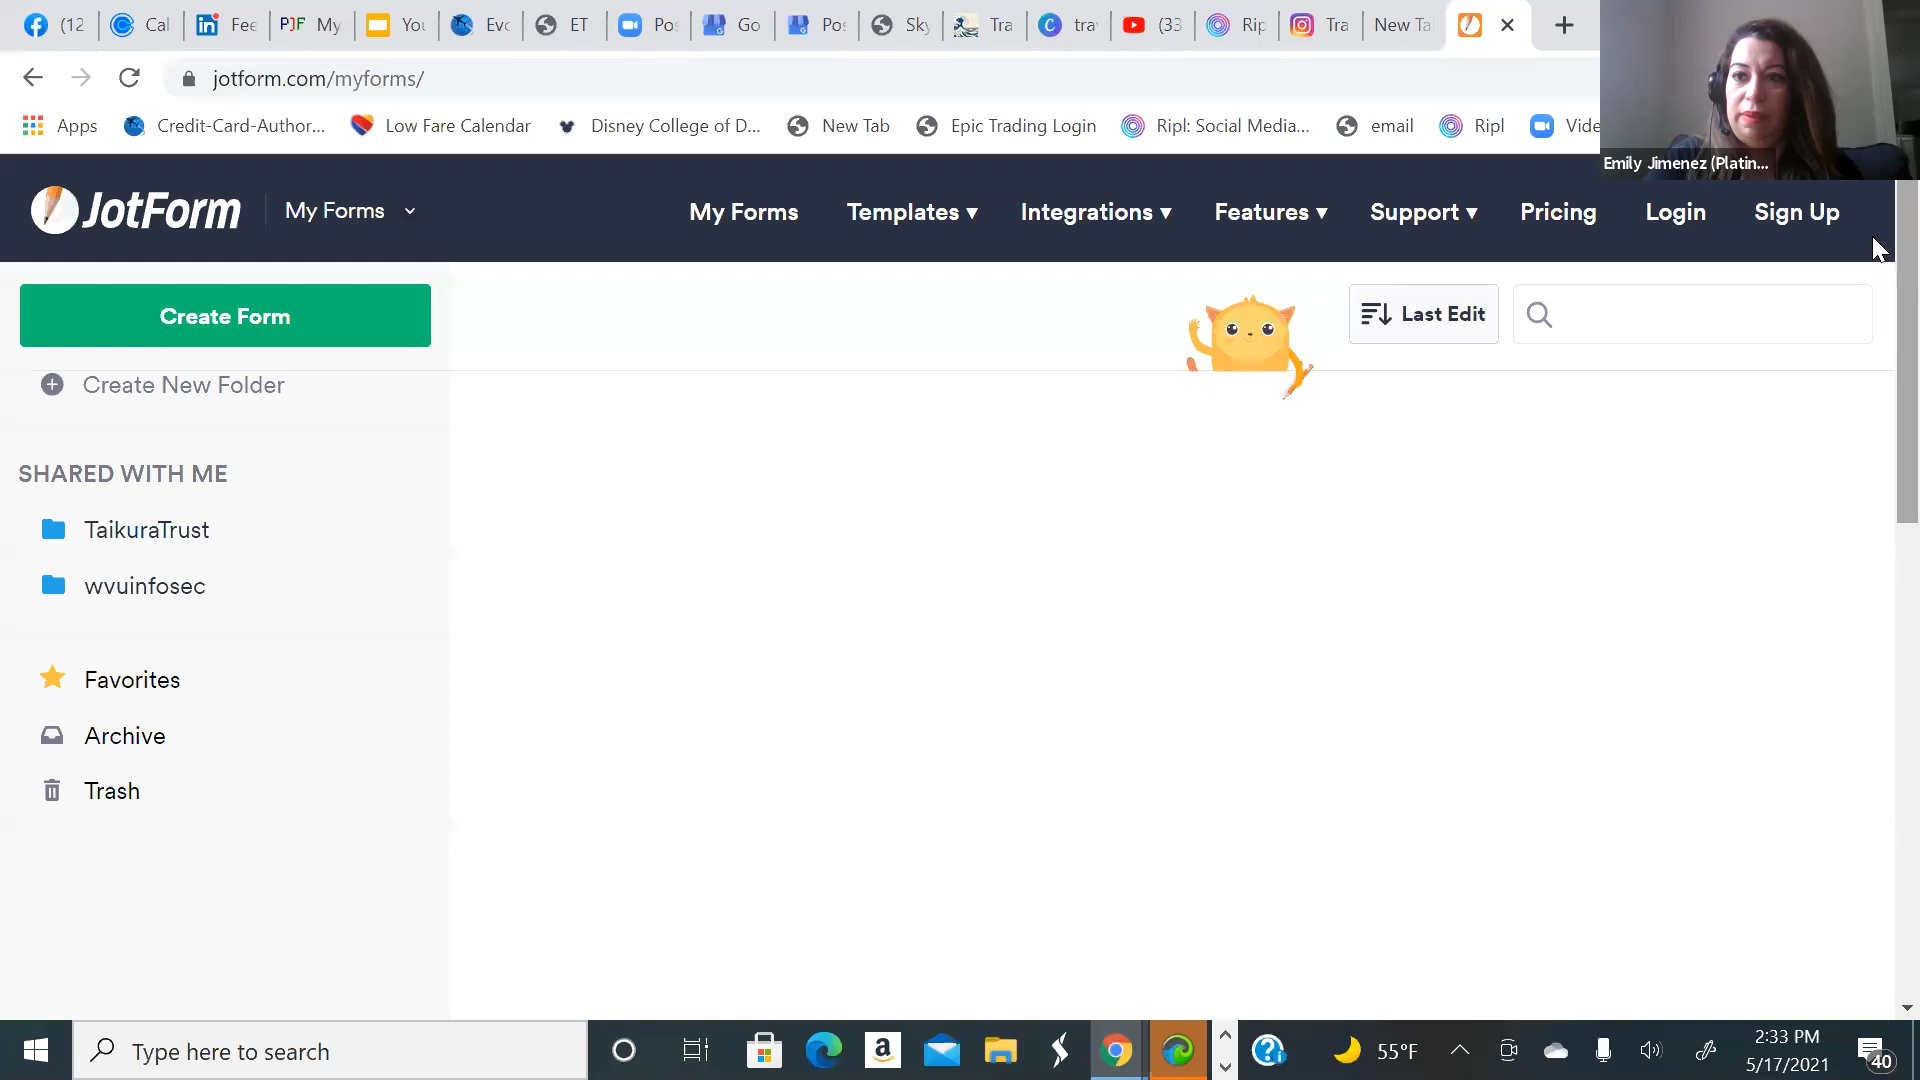 (12 Cal Fee PJF My You Evo ET Pos Go Pos Sky Tra tra (33 Rip Tra New Ta
jotform.com/myforms/
Apps Credit-Card-Author... Low Fare Calendar Disney College of D... New Tab Epic Trading Login Ripl: Social Media... email Ripl Vide
Emily Jimenez (Platin...
JotForm My Forms My Forms Templates Integrations Features Support Pricing Login Sign Up
Create Form
Last Edit
Create New Folder
SHARED WITH ME
TaikuraTrust
wvuinfosec
Favorites
Archive
Trash
Type here to search
55°F
2:33 PM
5/17/2021
40